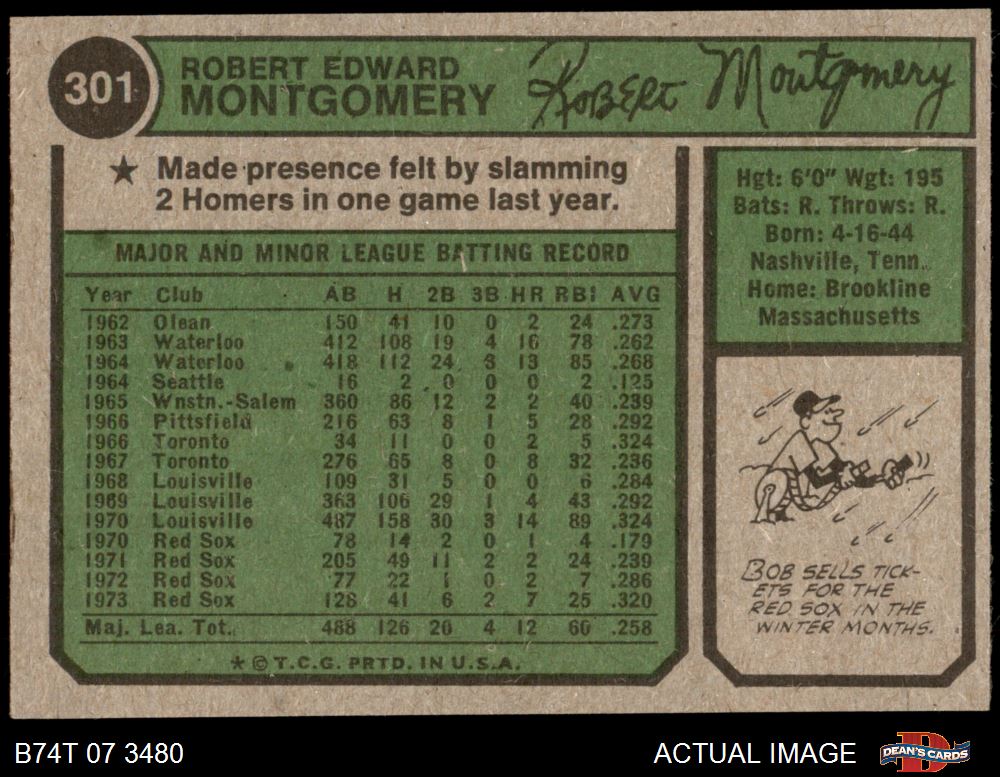 301
ROBERT EDWARD
MONTGOMERY
Robert Montgomery
★ Made presence felt by slamming
2 Homers in one game last year.
MAJOR AND MINOR LEAGUE BATTING RECORD
Year Club AB H 2B 3B HR RBI AVG
1962 Olean 150 41 10 0 2 24 .273
1963 Waterloo 412 108 19 4 16 78 .262
1964 Waterloo 418 112 24 3 13 85 .268
1964 Seattle 16 2 0 0 0 2 .125
1965 Wnstn.-Salem 360 86 12 2 2 40 .239
1966 Pittsfield 216 63 8 1 5 28 .292
1966 Toronto 34 11 0 0 2 5 .324
1967 Toronto 276 65 8 0 8 32 .236
1968 Louisville 109 31 5 0 0 6 .284
1969 Louisville 363 106 29 1 4 43 .292
1970 Louisville 487 158 30 3 14 89 .324
1970 Red Sox 78 14 2 0 1 4 .179
1971 Red Sox 205 49 11 2 2 24 .239
1972 Red Sox 77 22 1 0 2 7 .286
1973 Red Sox 128 41 6 2 7 25 .320
Maj. Lea. Tot. 488 126 20 4 12 60 .258
★ © T.C.G. PRTD. IN U.S.A.
Hgt: 6'0" Wgt: 195
Bats: R. Throws: R.
Born: 4-16-44
Nashville, Tenn.
Home: Brookline
Massachusetts
BOB SELLS TICK-
ETS FOR THE
RED SOX IN THE
WINTER MONTHS.
B74T 07 3480
ACTUAL IMAGE
D
DEAN'S CARDS